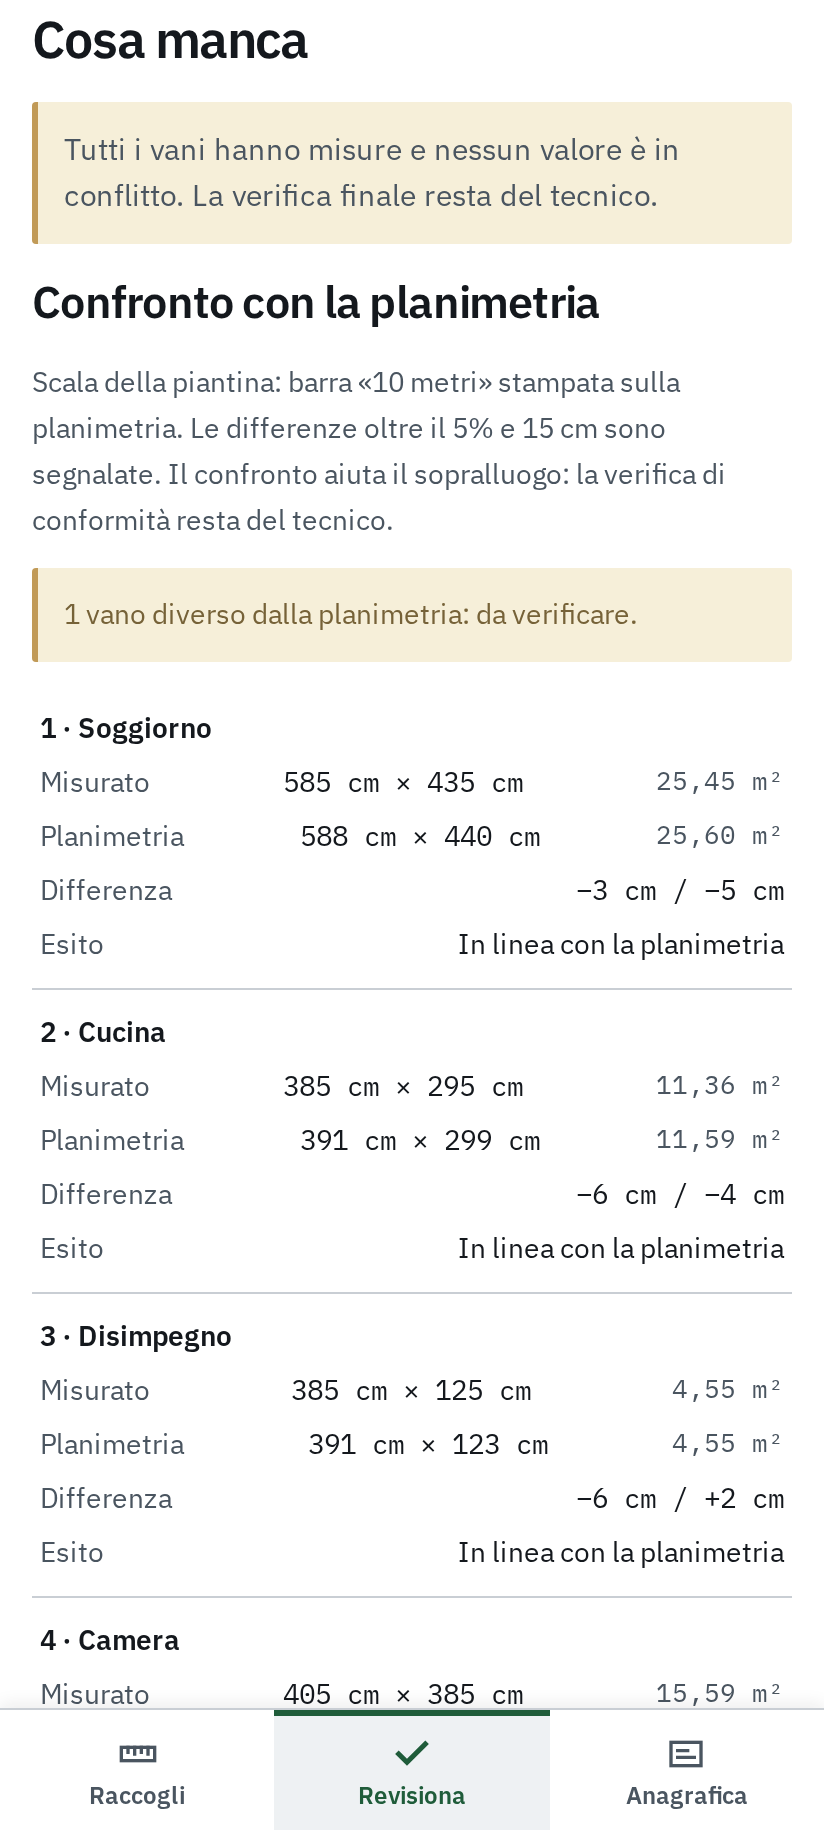 Cosa manca
Tutti i vani hanno misure e nessun valore è in
conflitto. La verifica finale resta del tecnico.
Confronto con la planimetria
Scala della piantina: barra «10 metri» stampata sulla
planimetria. Le differenze oltre il 5% e 15 cm sono
segnalate. Il confronto aiuta il sopralluogo: la verifica di
conformità resta del tecnico.
1 vano diverso dalla planimetria: da verificare.
1 · Soggiorno
Misurato 585 cm × 435 cm 25,45 m²
Planimetria 588 cm × 440 cm 25,60 m²
Differenza −3 cm / −5 cm
Esito In linea con la planimetria
2 · Cucina
Misurato 385 cm × 295 cm 11,36 m²
Planimetria 391 cm × 299 cm 11,59 m²
Differenza −6 cm / −4 cm
Esito In linea con la planimetria
3 · Disimpegno
Misurato 385 cm × 125 cm 4,55 m²
Planimetria 391 cm × 123 cm 4,55 m²
Differenza −6 cm / +2 cm
Esito In linea con la planimetria
4 · Camera
Misurato 405 cm × 385 cm 15,59 m²
Raccogli Revisiona Anagrafica